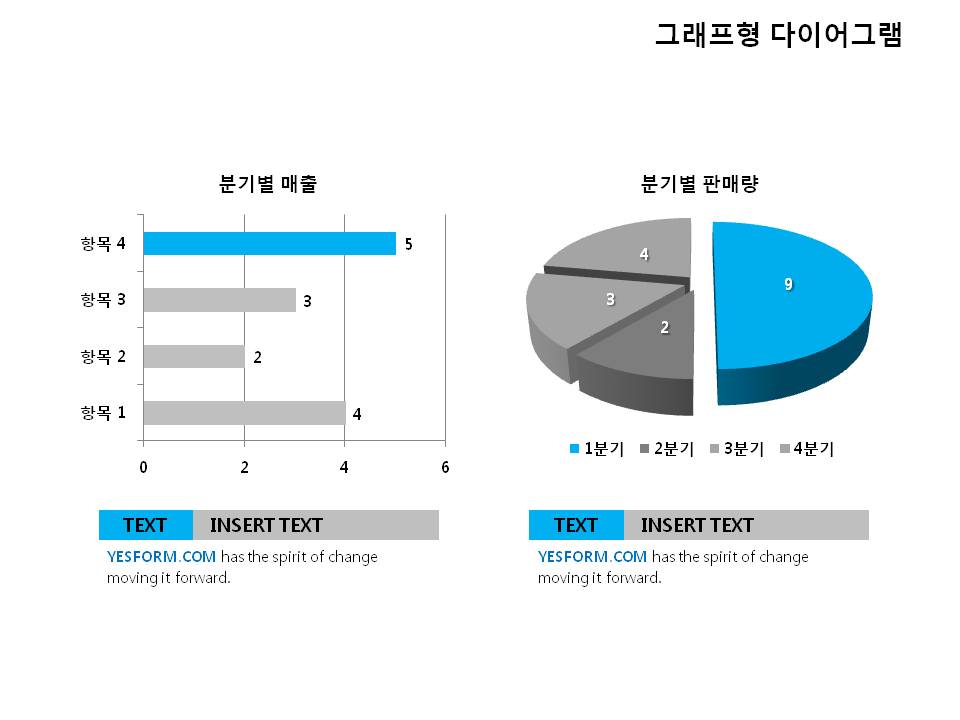 그래프형 다이어그램
분기별 매출
항목 4
5
항목 3
3
항목 2
2
항목 1
4
0 2 4 6
TEXT INSERT TEXT
YESFORM.COM has the spirit of change
moving it forward.
분기별 판매량
4
9
3
2
1분기 2분기 3분기 4분기
TEXT INSERT TEXT
YESFORM.COM has the spirit of change
moving it forward.